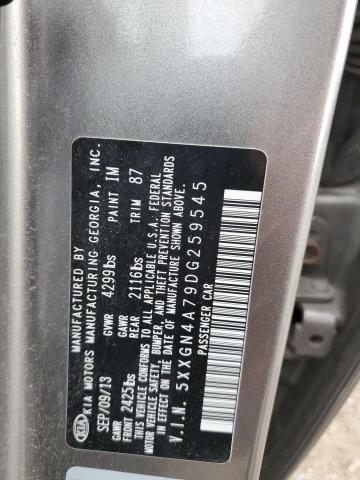 KIA
MANUFACTURED BY
KIA MOTORS MANUFACTURING GEORGIA, INC.
SEP/09/13 GVWR 4299lbs PAINT IM
GAWR FRONT 2425lbs GAWR REAR 2116lbs TRIM 87
THIS VEHICLE CONFORMS TO ALL APPLICABLE U.S.A. FEDERAL
MOTOR VEHICLE SAFETY, BUMPER, AND THEFT PREVENTION STANDARDS
IN EFFECT ON THE DATE OF MANUFACTURE SHOWN ABOVE.
V.I.N. 5XXGN4A79DG259545
PASSENGER CAR